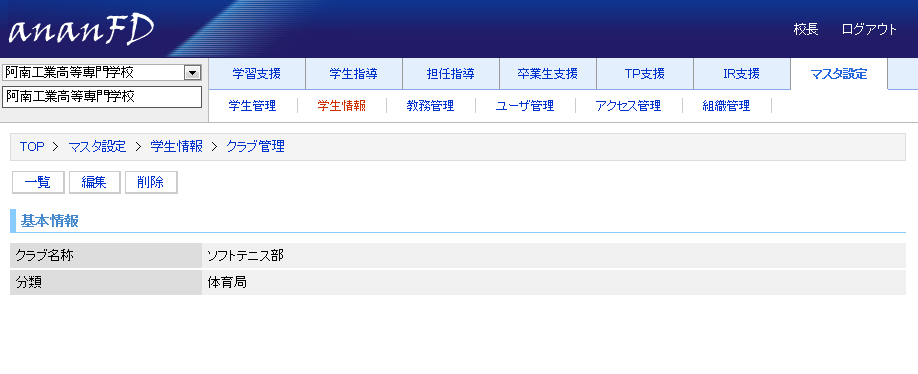 ananFD
校長 ログアウト
阿南工業高等専門学校
阿南工業高等専門学校
学習支援 学生指導 担任指導 卒業生支援 TP支援 IR支援 マスタ設定
学生管理 学生情報 教務管理 ユーザ管理 アクセス管理 組織管理
TOP > マスタ設定 > 学生情報 > クラブ管理
一覧 編集 削除
基本情報
クラブ名称 ソフトテニス部
分類 体育局